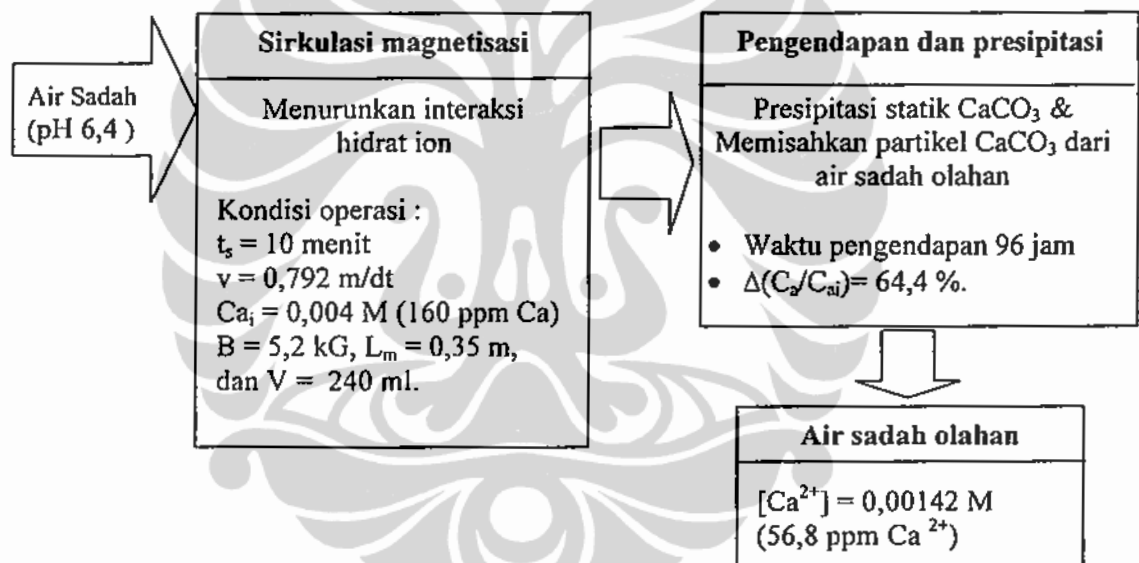 Air Sadah
(pH 6,4 )
Sirkulasi magnetisasi
Menurunkan interaksi
hidrat ion
Kondisi operasi :
tₛ = 10 menit
v = 0,792 m/dt
Caᵢ = 0,004 M (160 ppm Ca)
B = 5,2 kG, Lₘ = 0,35 m,
dan V = 240 ml.
Pengendapan dan presipitasi
Presipitasi statik CaCO₃ &
Memisahkan partikel CaCO₃ dari
air sadah olahan
• Waktu pengendapan 96 jam
• Δ(Cₐ/Cₐᵢ)= 64,4 %.
Air sadah olahan
[Ca²⁺] = 0,00142 M
(56,8 ppm Ca ²⁺)